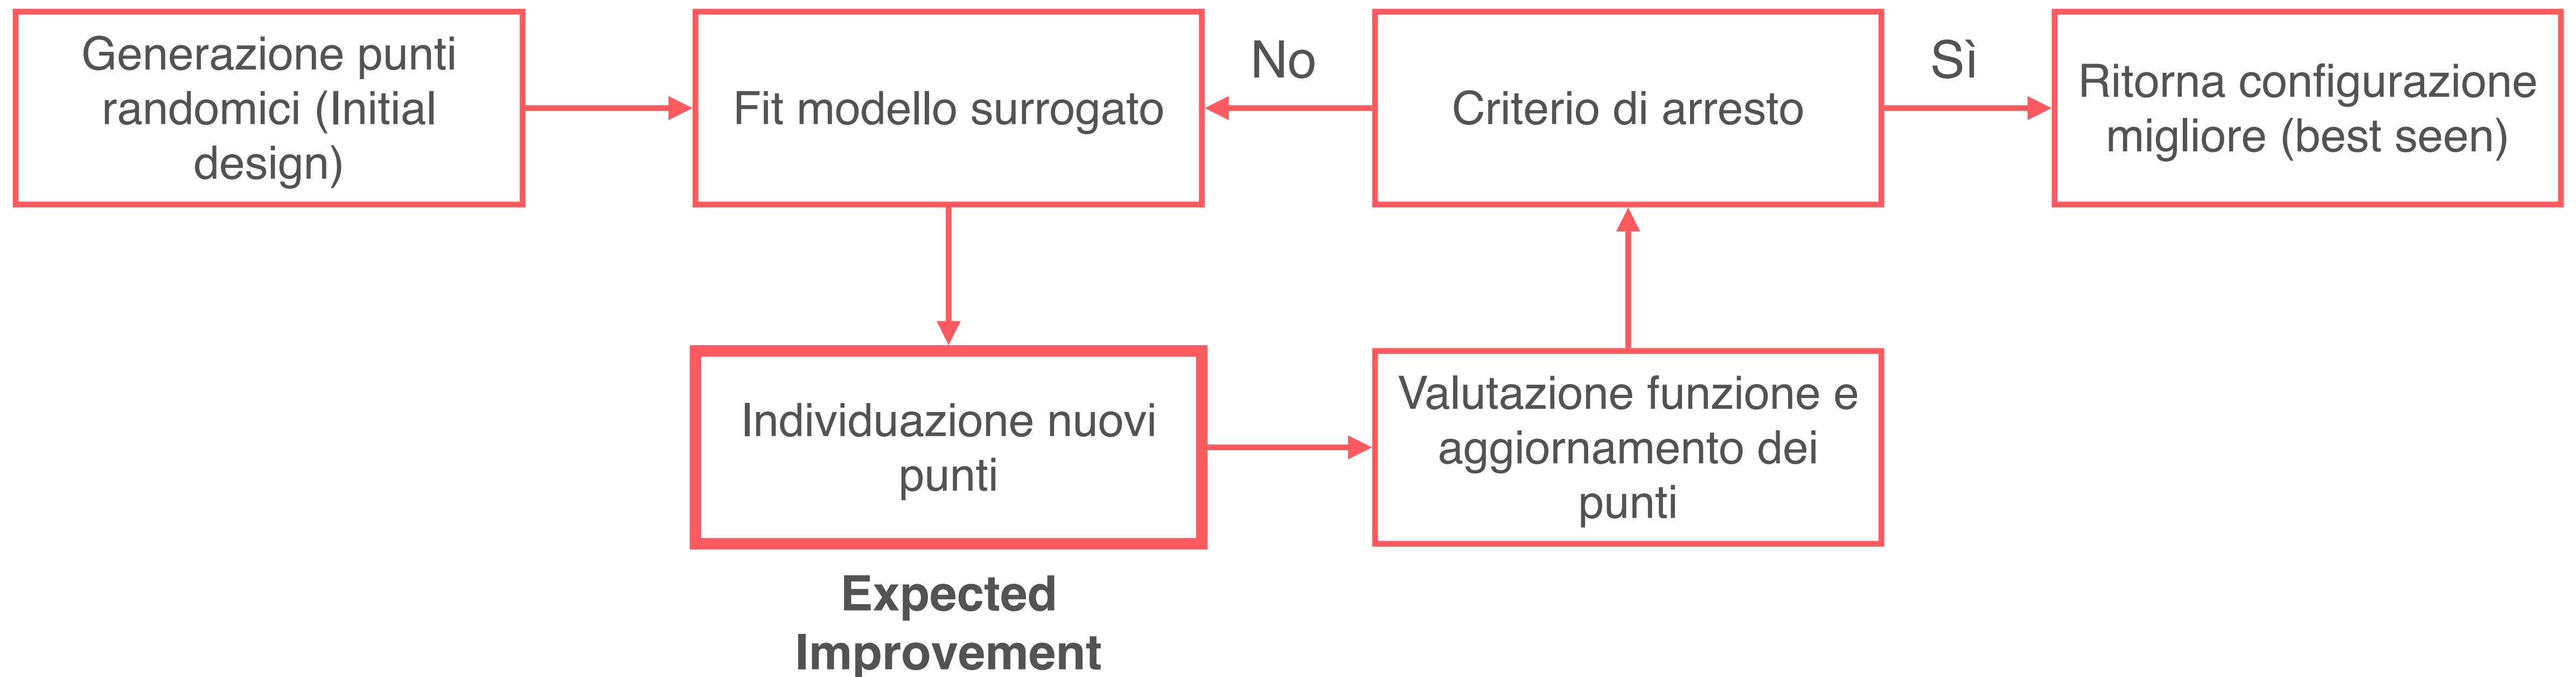 Generazione punti
randomici (Initial
design)
Fit modello surrogato
No
Criterio di arresto
Sì
Ritorna configurazione
migliore (best seen)
Individuazione nuovi
punti
Valutazione funzione e
aggiornamento dei
punti
Expected
Improvement